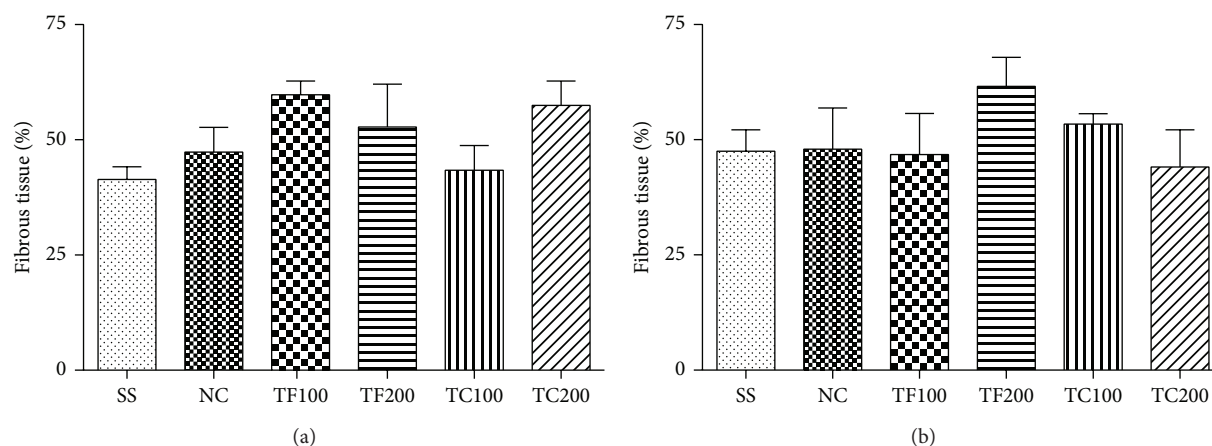 75
50
25
0
Fibrous tissue (%)
SS NC TF100 TF200 TC100 TC200
(a)
75
50
25
0
Fibrous tissue (%)
SS NC TF100 TF200 TC100 TC200
(b)